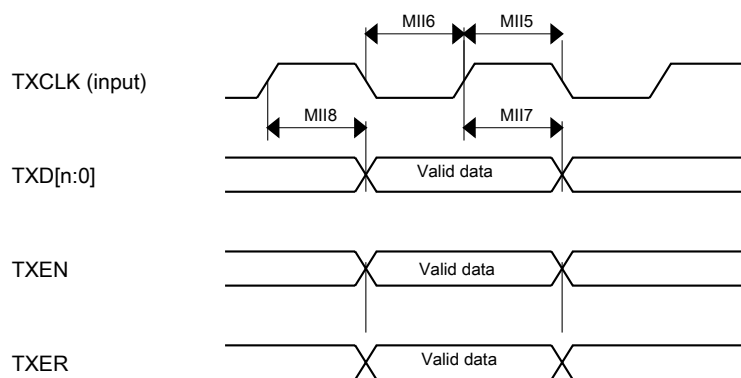 MII6 MII5
TXCLK (input)
MII8 MII7
TXD[n:0] Valid data
TXEN Valid data
TXER Valid data